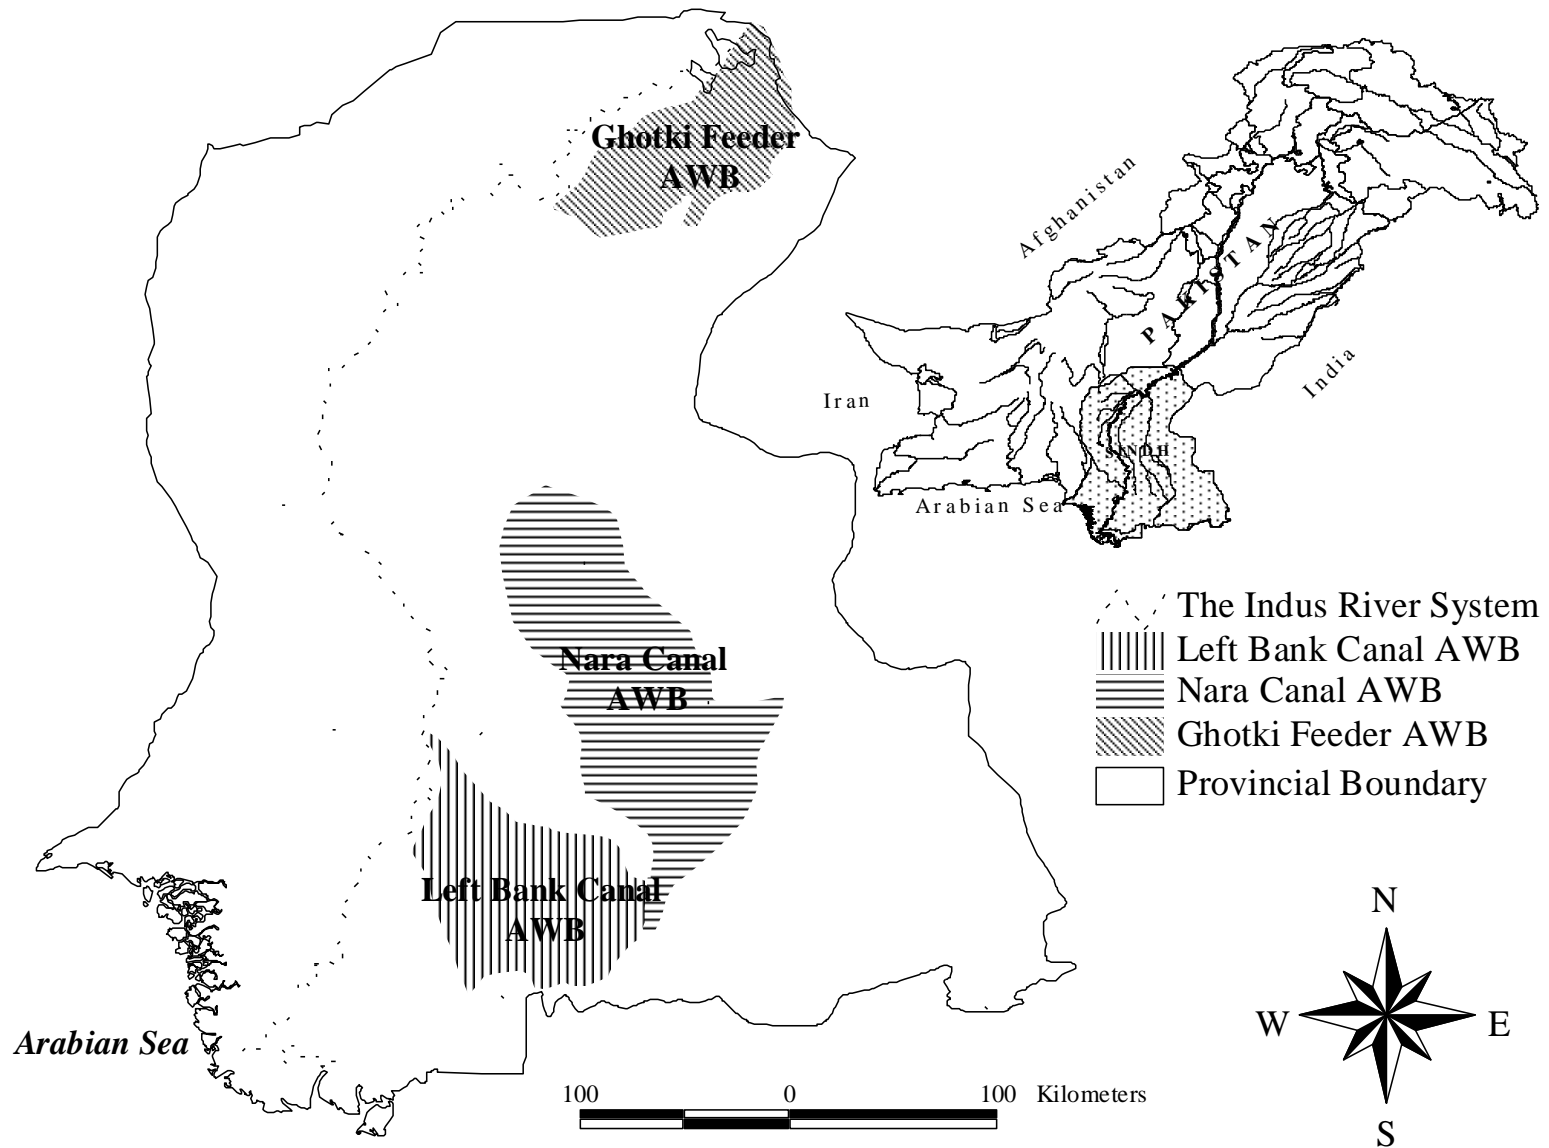 Ghotki Feeder
AWB
Afghanistan
PAKISTAN
India
Iran
SINDH
Arabian Sea
Nara Canal
AWB
Left Bank Canal
AWB
Arabian Sea
The Indus River System
Left Bank Canal AWB
Nara Canal AWB
Ghotki Feeder AWB
Provincial Boundary
N
W E
S
100 0 100 Kilometers